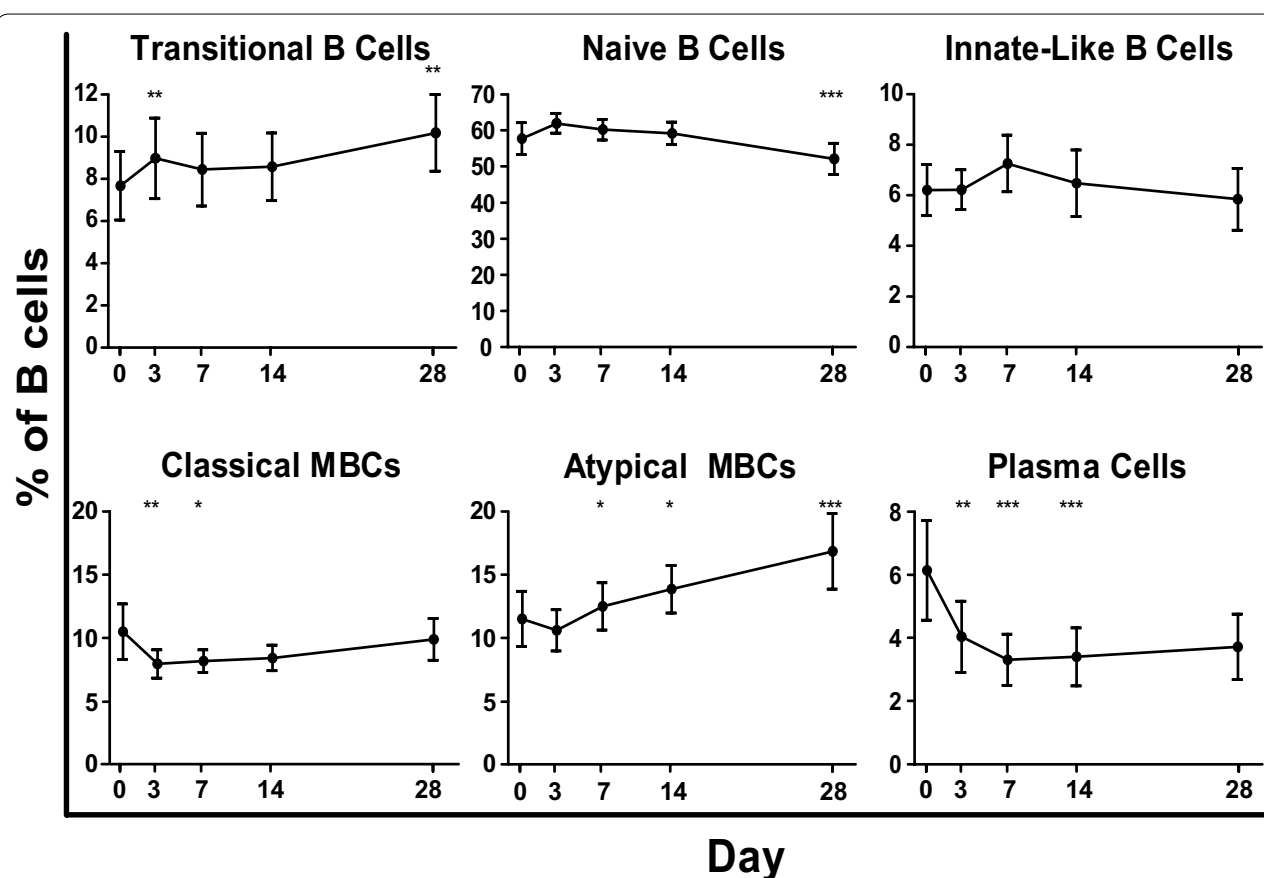 Transitional B Cells
Naive B Cells
Innate-Like B Cells
** **
***
12
10
8
6
4
2
0
70
60
50
40
30
20
10
0
10
8
6
4
2
0
0 3 7 14 28
0 3 7 14 28
0 3 7 14 28
% of B cells
Classical MBCs
Atypical MBCs
Plasma Cells
** *
* * ***
** *** ***
20
15
10
5
0
20
15
10
5
0
8
6
4
2
0
0 3 7 14 28
0 3 7 14 28
0 3 7 14 28
Day